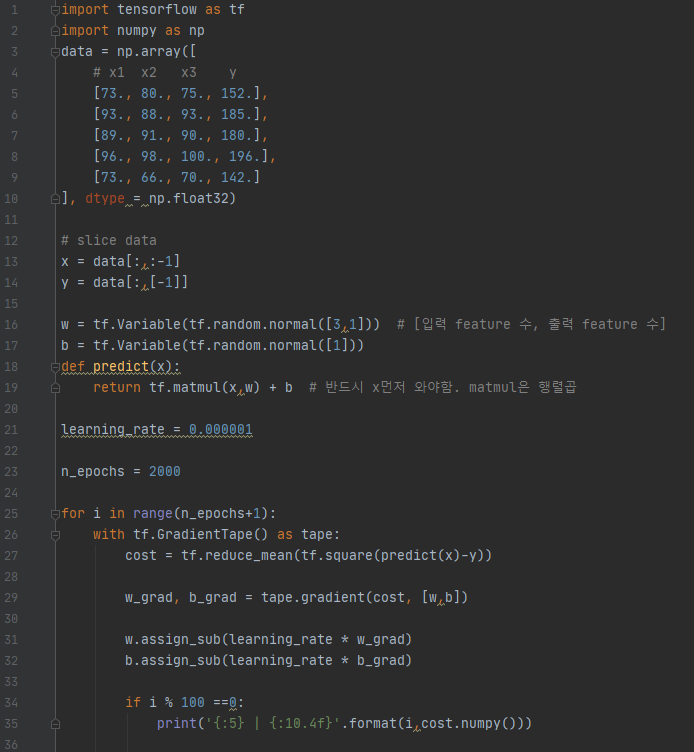 1 import tensorflow as tf
2 import numpy as np
3 data = np.array([
4     # x1  x2   x3    y
5     [73., 80., 75., 152.],
6     [93., 88., 93., 185.],
7     [89., 91., 90., 180.],
8     [96., 98., 100., 196.],
9     [73., 66., 70., 142.]
10 ], dtype = np.float32)
11
12 # slice data
13 x = data[:,:-1]
14 y = data[:,[-1]]
15
16 w = tf.Variable(tf.random.normal([3,1]))  # [입력 feature 수, 출력 feature 수]
17 b = tf.Variable(tf.random.normal([1]))
18 def predict(x):
19     return tf.matmul(x,w) + b  # 반드시 x먼저 와야함. matmul은 행렬곱
20
21 learning_rate = 0.000001
22
23 n_epochs = 2000
24
25 for i in range(n_epochs+1):
26     with tf.GradientTape() as tape:
27         cost = tf.reduce_mean(tf.square(predict(x)-y))
28
29         w_grad, b_grad = tape.gradient(cost, [w,b])
30
31         w.assign_sub(learning_rate * w_grad)
32         b.assign_sub(learning_rate * b_grad)
33
34         if i % 100 ==0:
35             print('{:5} | {:10.4f}'.format(i,cost.numpy()))
36